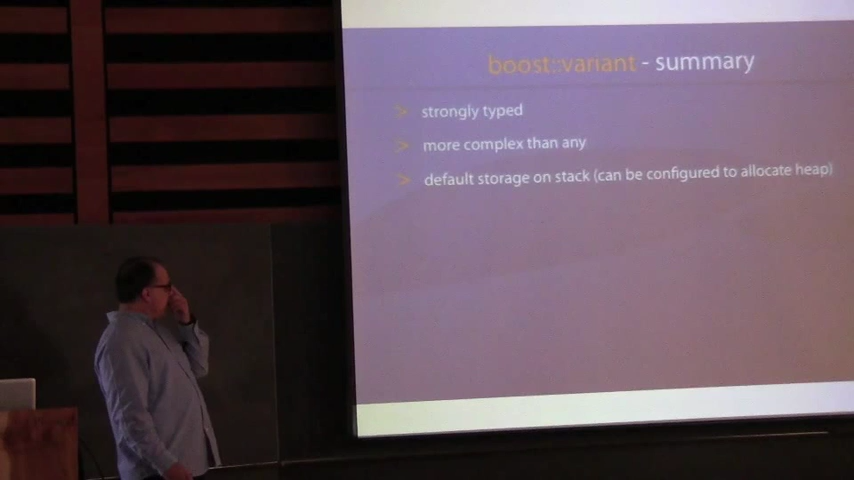 boost::variant - summary
> strongly typed
> more complex than any
> default storage on stack (can be configured to allocate heap)